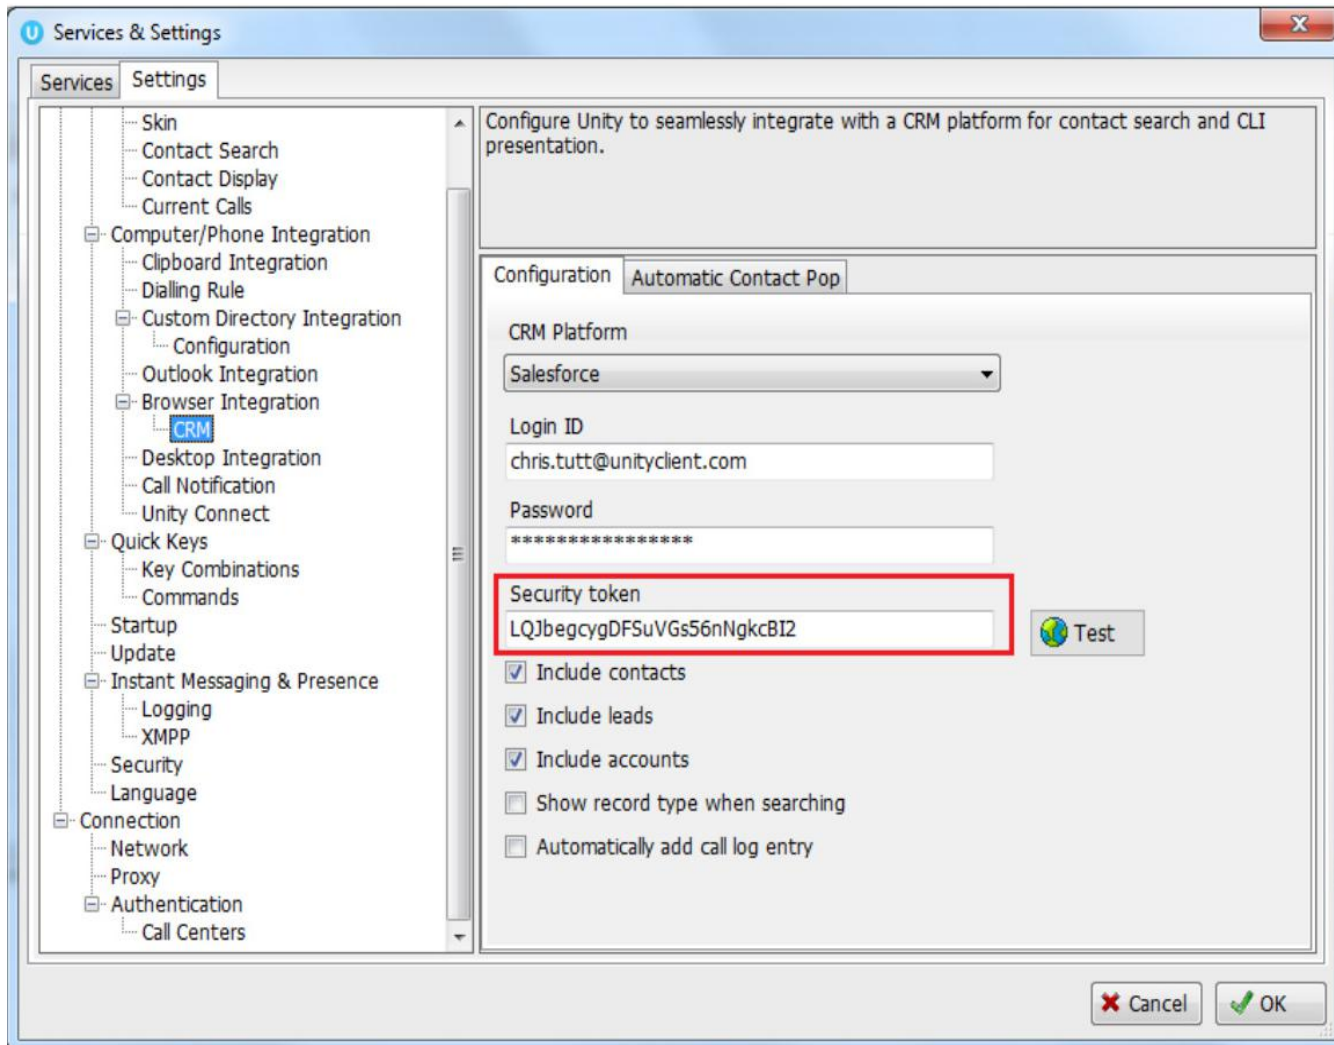 Services & Settings
Services
Settings
Skin
Contact Search
Contact Display
Current Calls
Computer/Phone Integration
Clipboard Integration
Dialling Rule
Custom Directory Integration
Configuration
Outlook Integration
Browser Integration
CRM
Desktop Integration
Call Notification
Unity Connect
Quick Keys
Key Combinations
Commands
Startup
Update
Instant Messaging & Presence
Logging
XMPP
Security
Language
Connection
Network
Proxy
Authentication
Call Centers
Configure Unity to seamlessly integrate with a CRM platform for contact search and CLI
presentation.
Configuration
Automatic Contact Pop
CRM Platform
Salesforce
Login ID
chris.tutt@unityclient.com
Password
****************
Security token
LQJbegcygDFSuVGs56nNgkcBI2
Test
Include contacts
Include leads
Include accounts
Show record type when searching
Automatically add call log entry
Cancel
OK